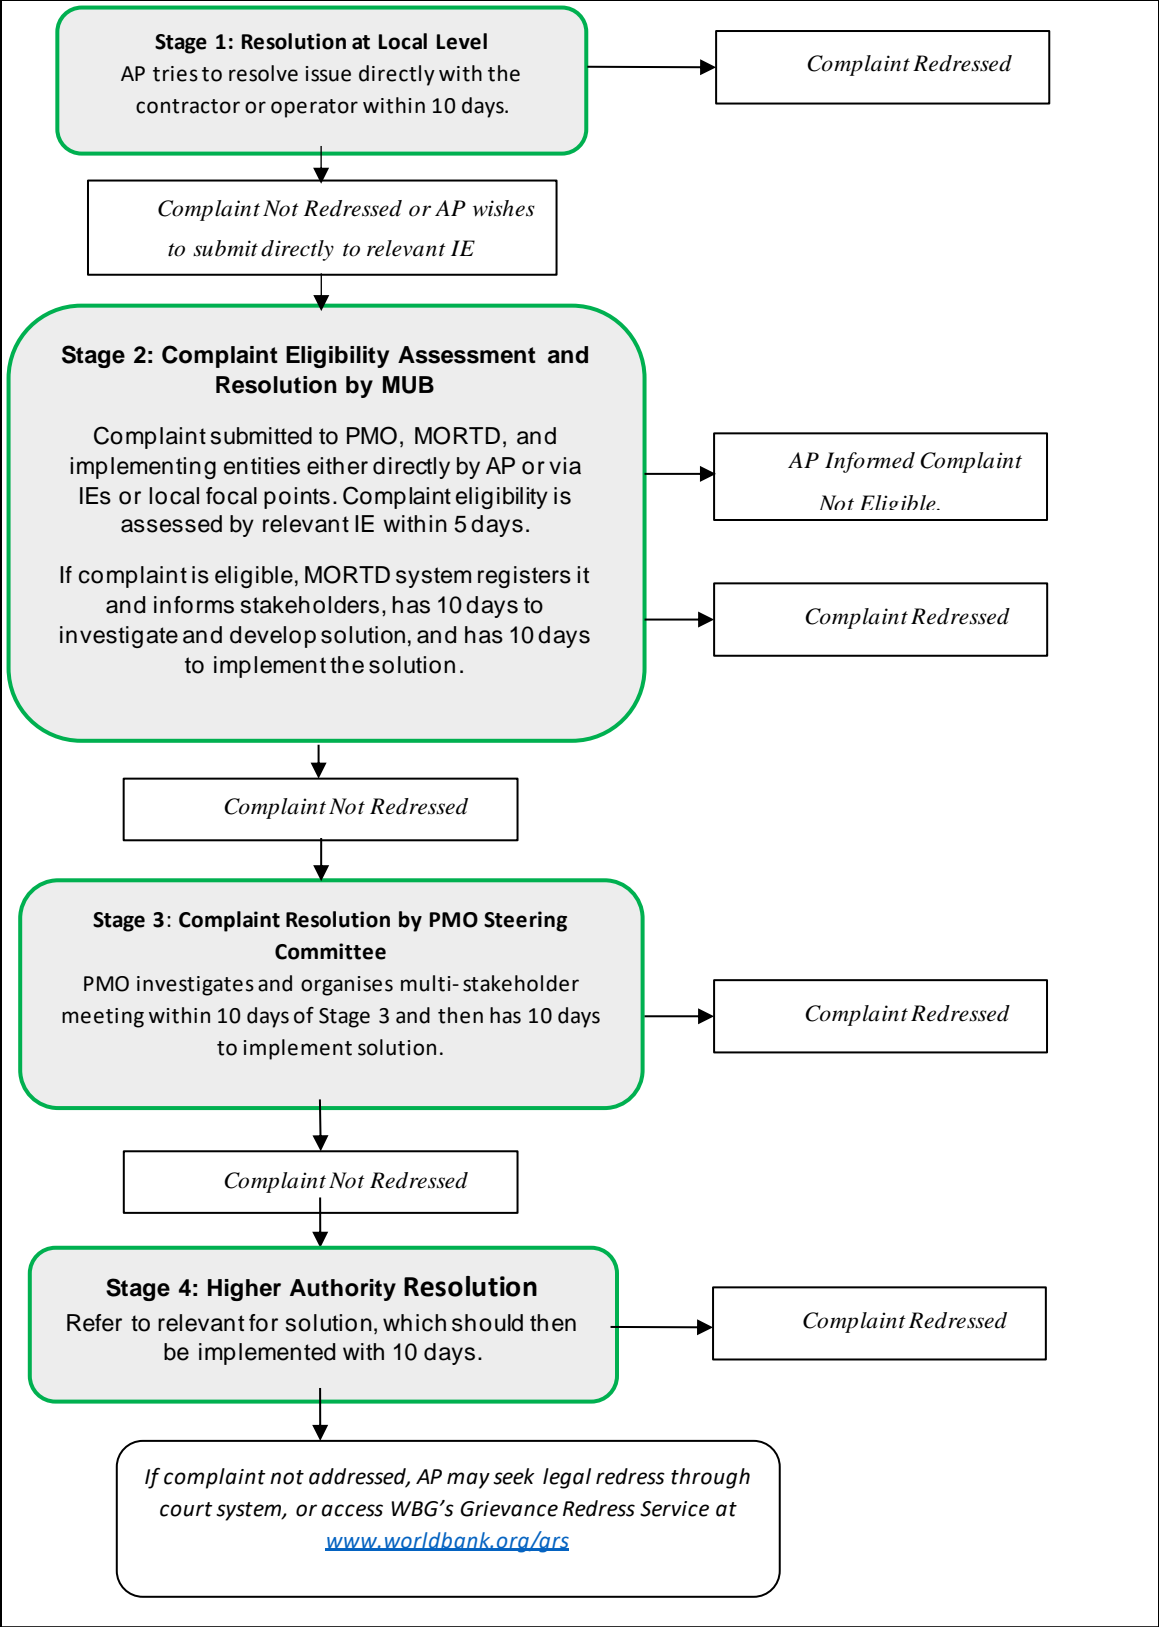 Stage 1: Resolution at Local Level
AP tries to resolve issue directly with the
contractor or operator within 10 days.
Complaint Redressed
Complaint Not Redressed or AP wishes
to submit directly to relevant IE
Stage 2: Complaint Eligibility Assessment and
Resolution by MUB
Complaint submitted to PMO, MORTD, and
implementing entities either directly by AP or via
IEs or local focal points. Complaint eligibility is
assessed by relevant IE within 5 days.
If complaint is eligible, MORTD system registers it
and informs stakeholders, has 10 days to
investigate and develop solution, and has 10 days
to implement the solution.
AP Informed Complaint
Not Eligible.
Complaint Redressed
Complaint Not Redressed
Stage 3: Complaint Resolution by PMO Steering
Committee
PMO investigates and organises multi-stakeholder
meeting within 10 days of Stage 3 and then has 10 days
to implement solution.
Complaint Redressed
Complaint Not Redressed
Stage 4: Higher Authority Resolution
Refer to relevant for solution, which should then
be implemented with 10 days.
Complaint Redressed
If complaint not addressed, AP may seek legal redress through
court system, or access WBG's Grievance Redress Service at
www.worldbank.org/grs